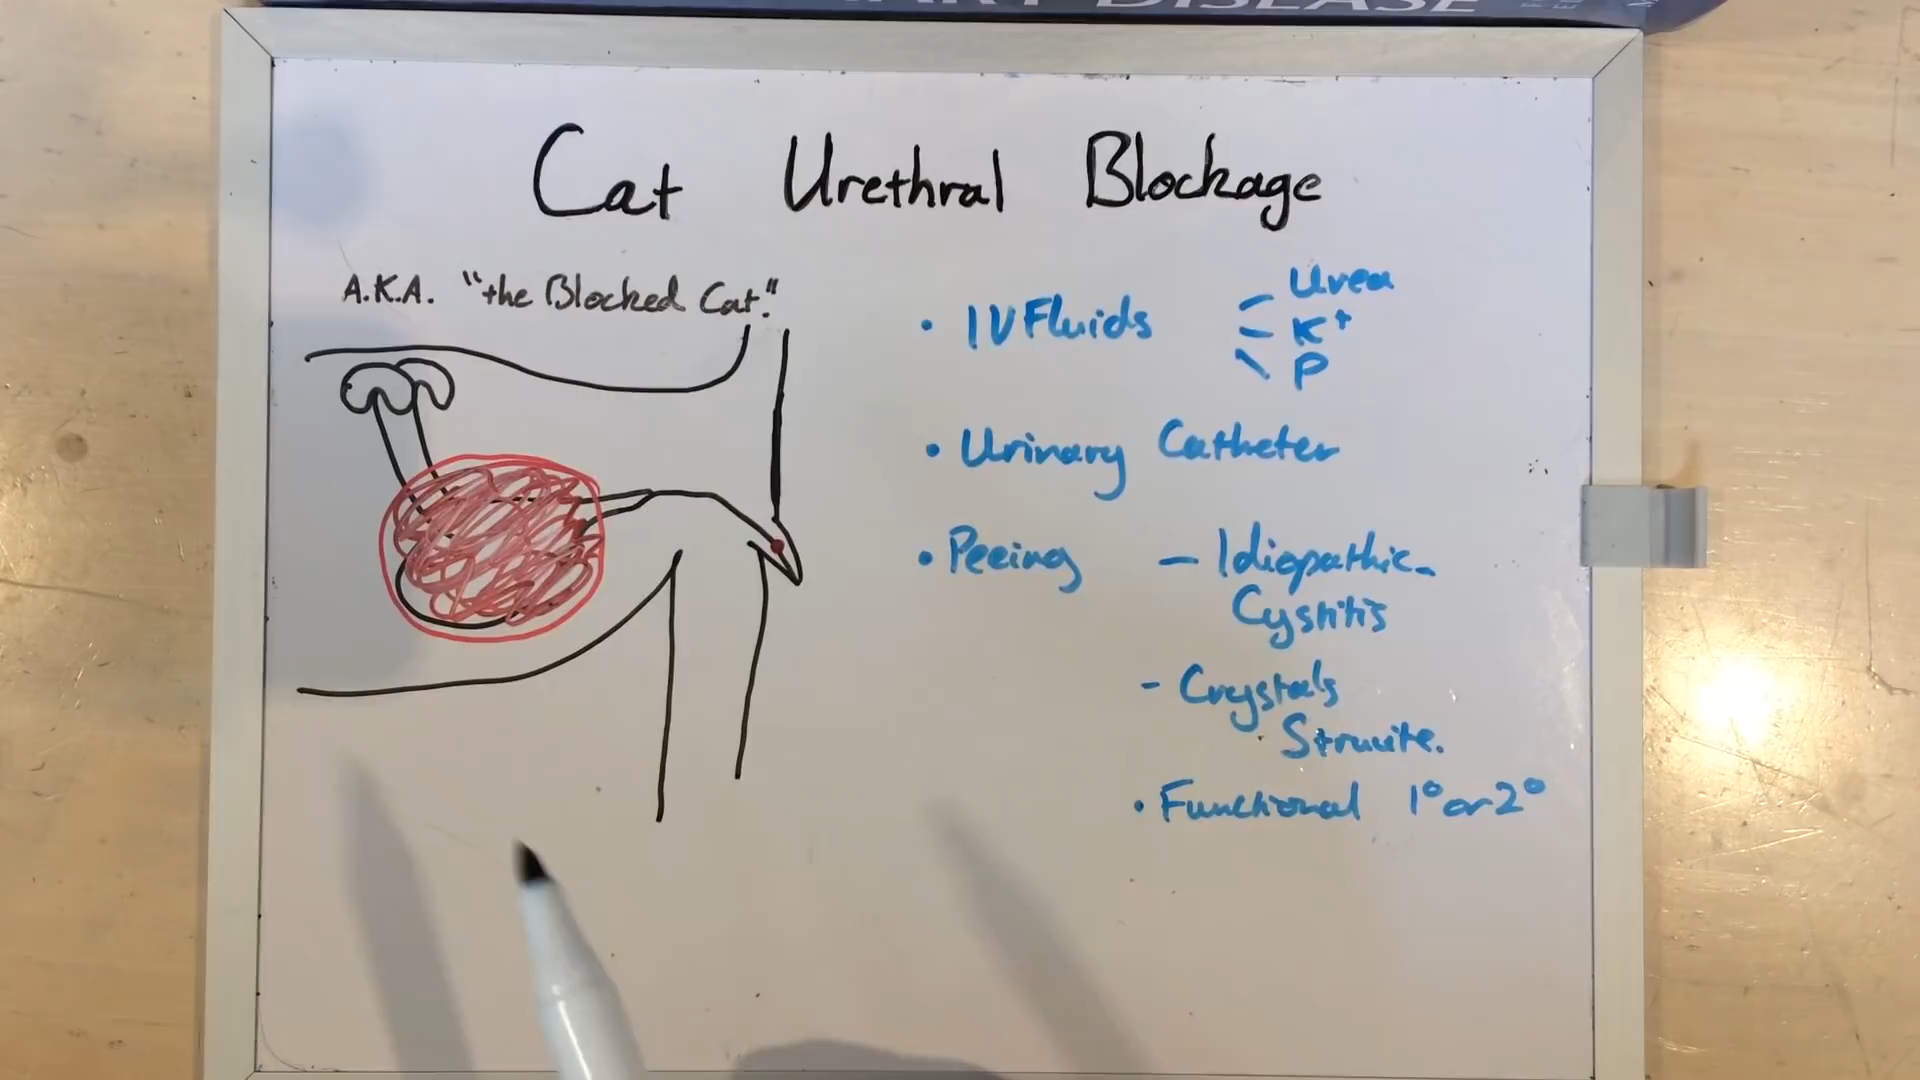 DISEASE
Cat Urethral Blockage
A.K.A. "the Blocked Cat."
• IV Fluids
Urea
K+
P
• Urinary Catheter
• Peeing - Idiopathic
Cystitis
- Crystals
Struvite.
• Functional 1° or 2°